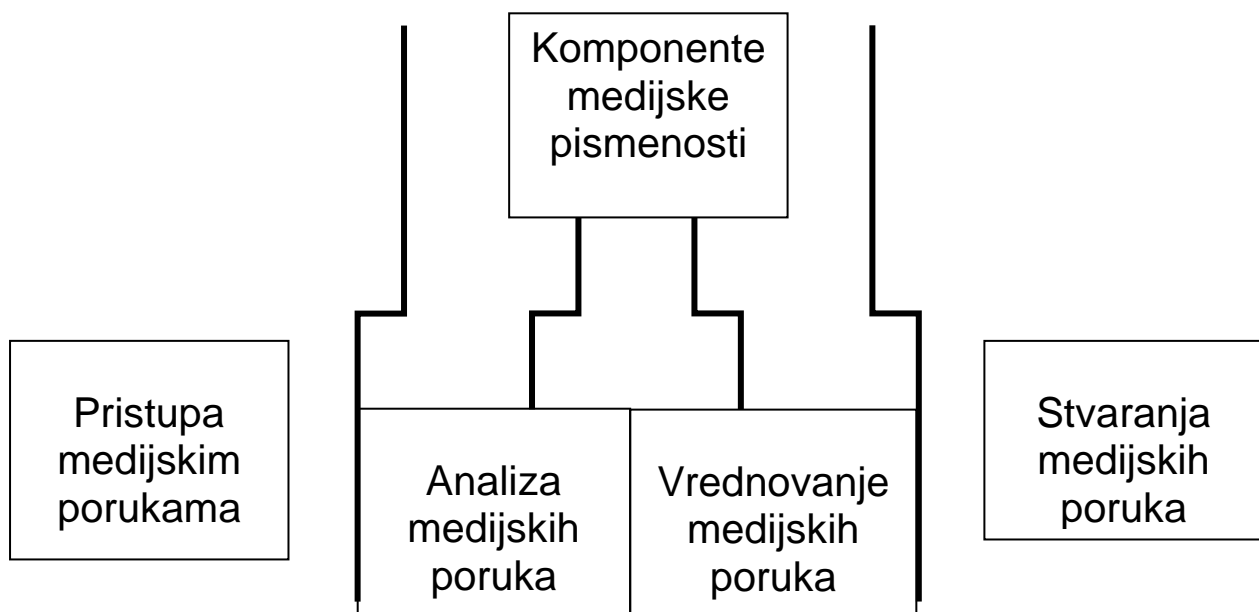 Komponente
medijske
pismenosti
Pristupa
medijskim
porukama
Analiza
medijskih
poruka
Vrednovanje
medijskih
poruka
Stvaranja
medijskih
poruka